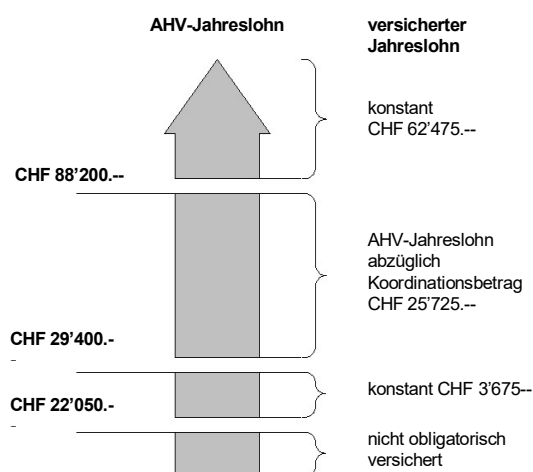 AHV-Jahreslohn
versicherter
Jahreslohn
konstant
CHF 62'475.--
CHF 88'200.--
AHV-Jahreslohn
abzüglich
Koordinationsbetrag
CHF 25'725.--
CHF 29'400.-
-
konstant CHF 3'675--
CHF 22'050.-
-
nicht obligatorisch
versichert